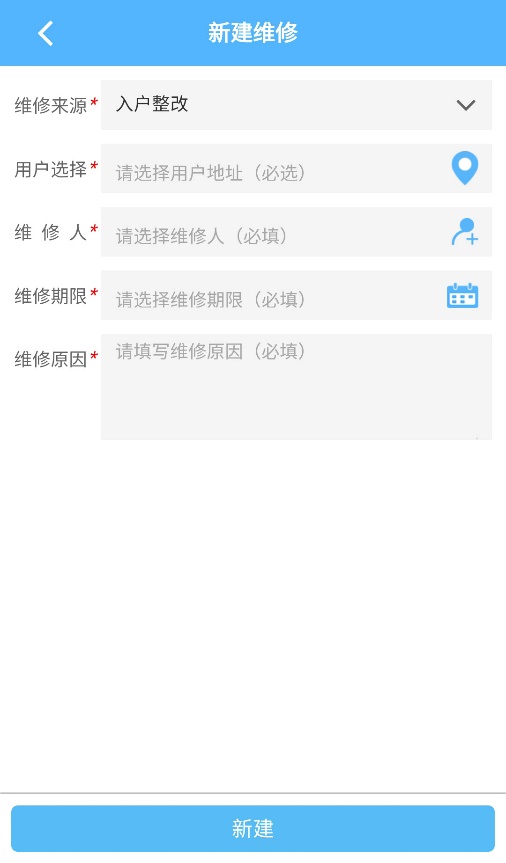 新建维修
维修来源* 入户整改
用户选择* 请选择用户地址（必选）
维 修 人* 请选择维修人（必填）
维修期限* 请选择维修期限（必填）
维修原因* 请填写维修原因（必填）
新建